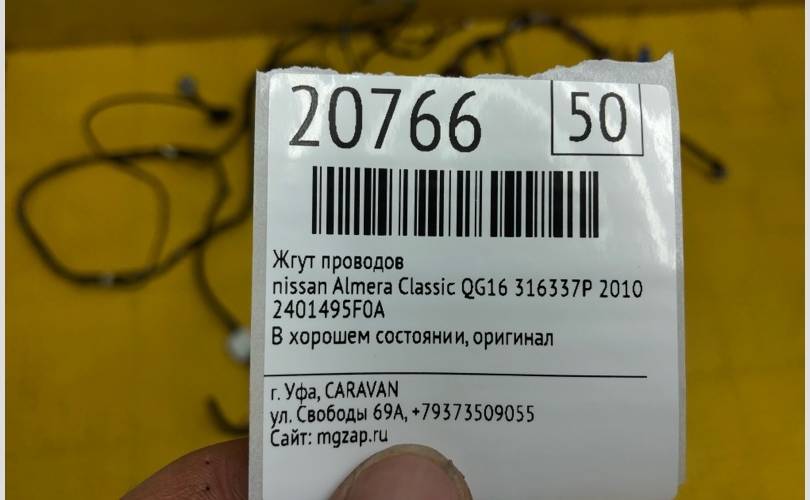 20766
50
Жгут проводов
nissan Almera Classic QG16 316337P 2010
2401495F0A
В хорошем состоянии, оригинал
г. Уфа, CARAVAN
ул. Свободы 69А, +79373509055
Сайт: mgzap.ru